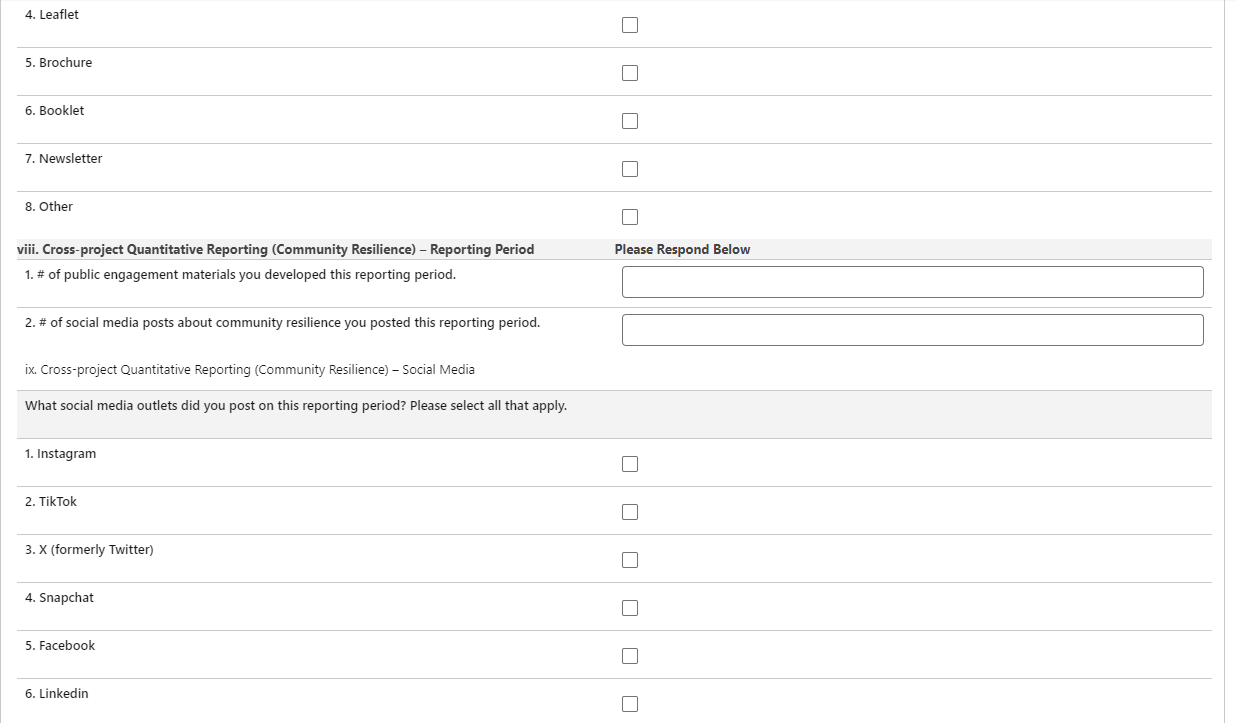 4. Leaflet
5. Brochure
6. Booklet
7. Newsletter
8. Other
viii. Cross-project Quantitative Reporting (Community Resilience) – Reporting Period Please Respond Below
1. # of public engagement materials you developed this reporting period.
2. # of social media posts about community resilience you posted this reporting period.
ix. Cross-project Quantitative Reporting (Community Resilience) – Social Media
What social media outlets did you post on this reporting period? Please select all that apply.
1. Instagram
2. TikTok
3. X (formerly Twitter)
4. Snapchat
5. Facebook
6. Linkedin